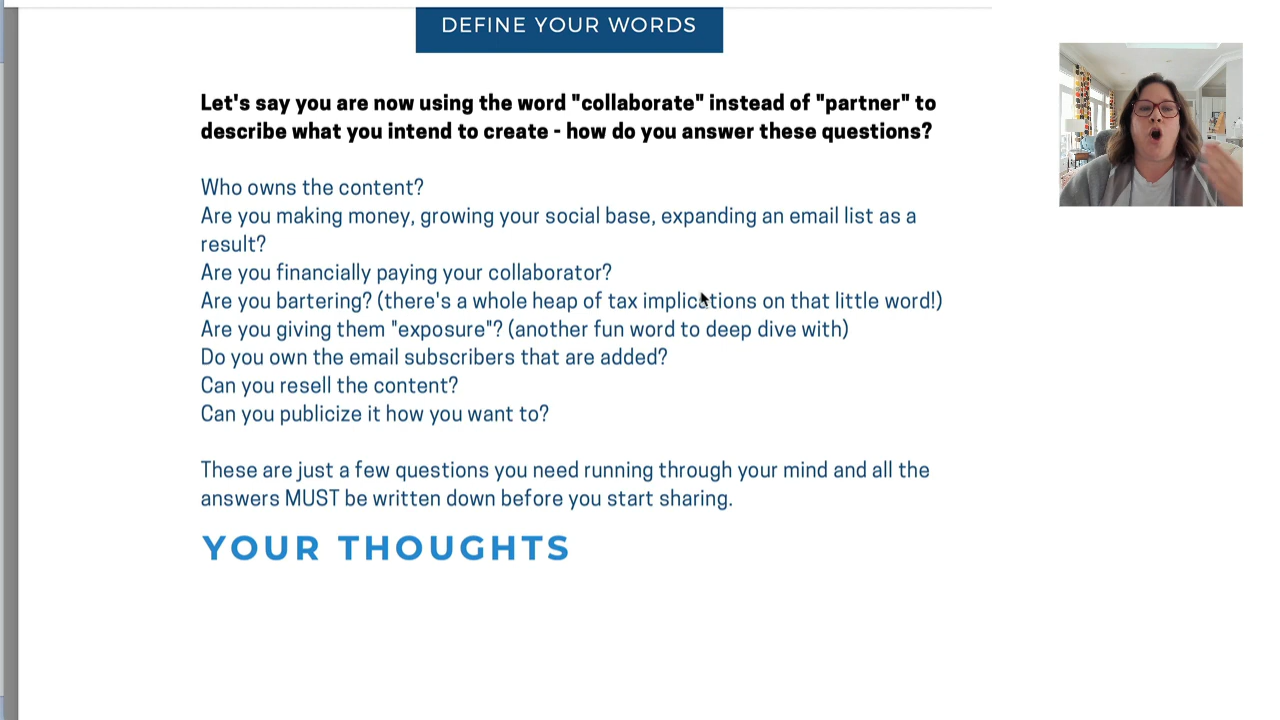 DEFINE YOUR WORDS
Let's say you are now using the word "collaborate" instead of "partner" to
describe what you intend to create - how do you answer these questions?
Who owns the content?
Are you making money, growing your social base, expanding an email list as a
result?
Are you financially paying your collaborator?
Are you bartering? (there's a whole heap of tax implications on that little word!)
Are you giving them "exposure"? (another fun word to deep dive with)
Do you own the email subscribers that are added?
Can you resell the content?
Can you publicize it how you want to?
These are just a few questions you need running through your mind and all the
answers MUST be written down before you start sharing.
YOUR THOUGHTS